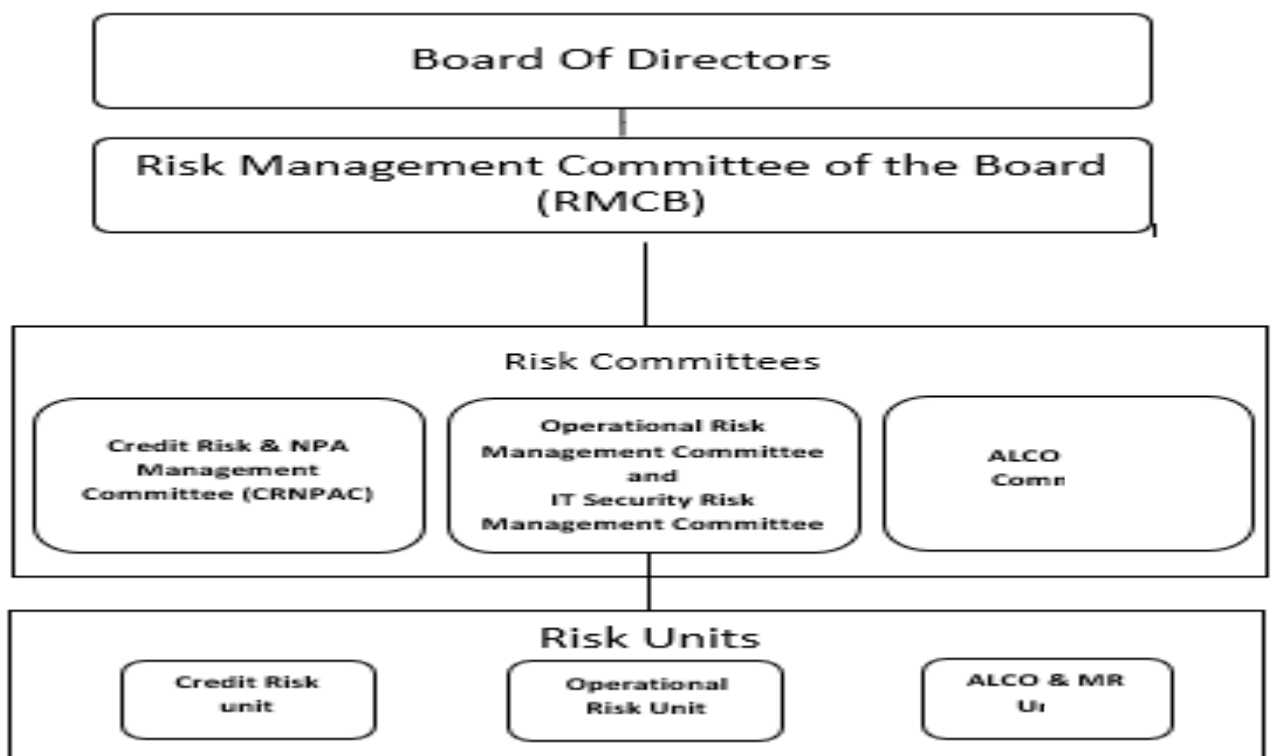 Board Of Directors
Risk Management Committee of the Board
(RMCB)
Risk Committees
Credit Risk & NPA
Management
Committee (CRNPAC)
Operational Risk
Management Committee
and
IT Security Risk
Management Committee
ALCO
Risk Units
Credit Risk
unit
Operational
Risk Unit
ALCO & MR